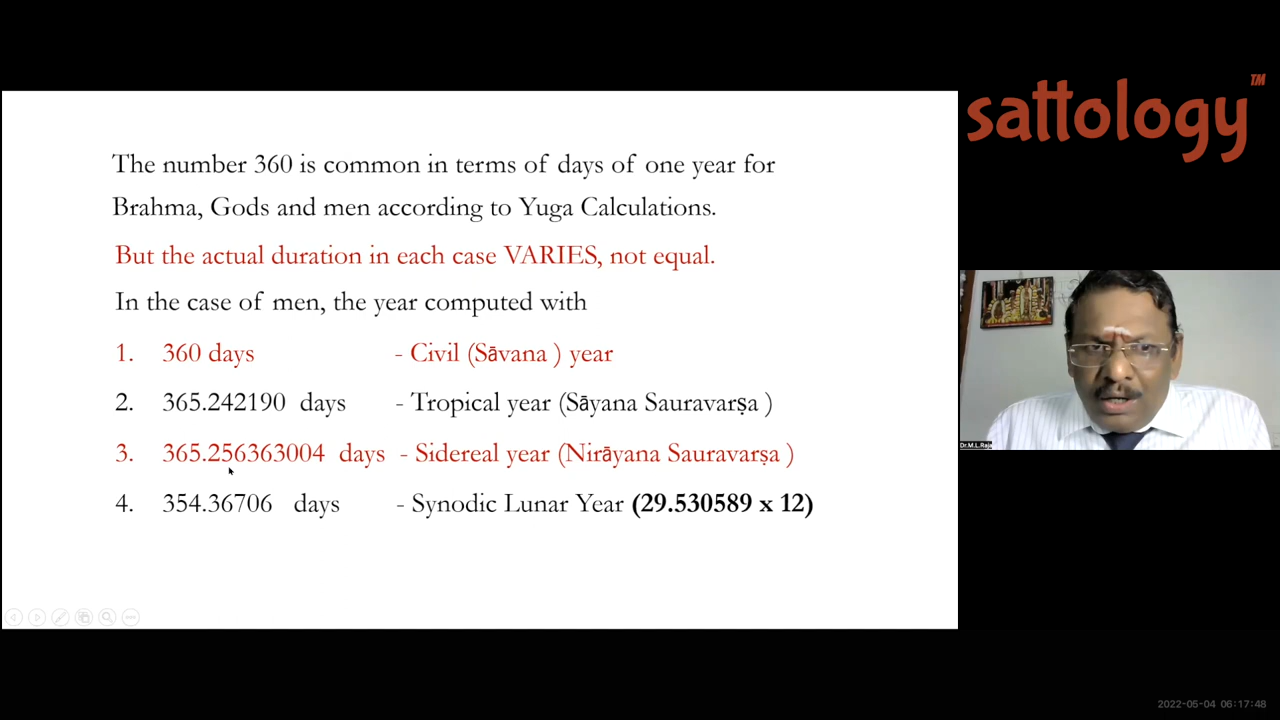 sattology™
The number 360 is common in terms of days of one year for
Brahma, Gods and men according to Yuga Calculations.
But the actual duration in each case VARIES, not equal.
In the case of men, the year computed with
1. 360 days - Civil (Sāvana ) year
2. 365.242190 days - Tropical year (Sāyana Sauravarṣa )
3. 365.256363004 days - Sidereal year (Nirāyana Sauravarṣa )
4. 354.36706 days - Synodic Lunar Year (29.530589 x 12)
Dr.M.L.Raja
2022-05-04 06:17:48